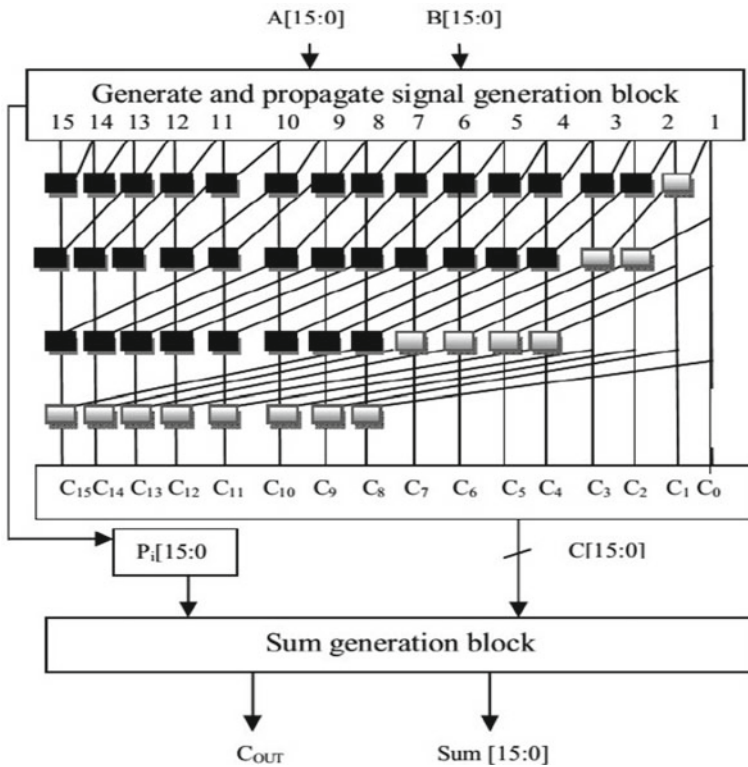 A[15:0] B[15:0]
Generate and propagate signal generation block
15 14 13 12 11 10 9 8 7 6 5 4 3 2 1
C₁₅ C₁₄ C₁₃ C₁₂ C₁₁ C₁₀ C₉ C₈ C₇ C₆ C₅ C₄ C₃ C₂ C₁ C₀
Pᵢ[15:0 C[15:0]
Sum generation block
C_OUT Sum [15:0]